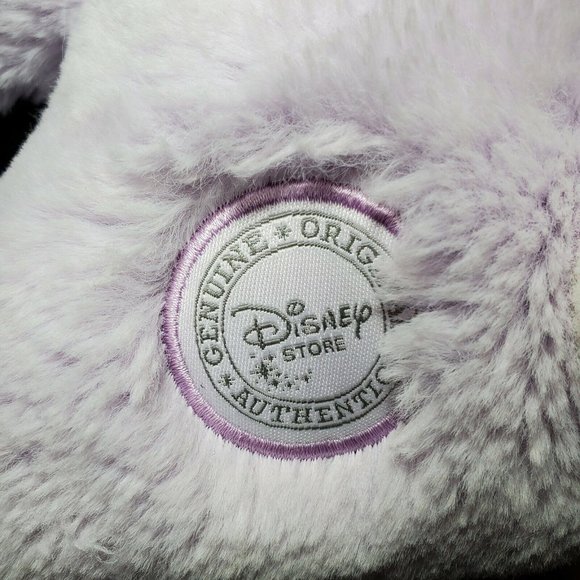 GENUINE * ORIG
Disney
STORE
* AUTHENTIC